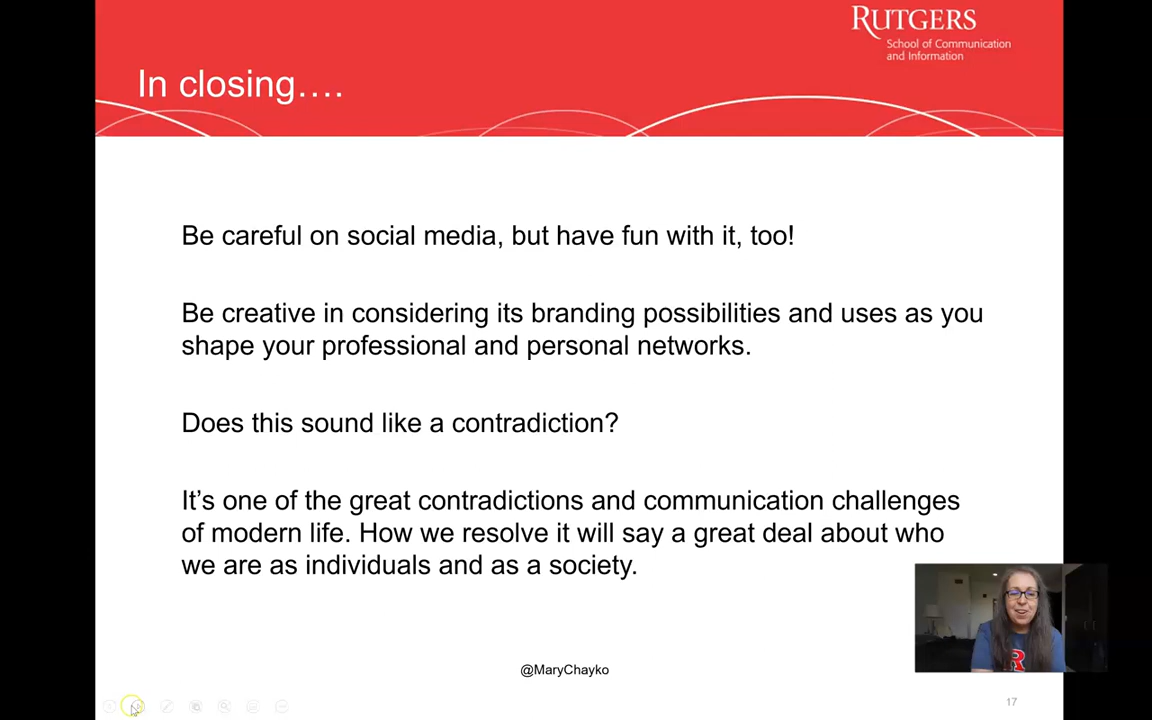 RUTGERS
School of Communication
and Information
In closing....
Be careful on social media, but have fun with it, too!
Be creative in considering its branding possibilities and uses as you
shape your professional and personal networks.
Does this sound like a contradiction?
It’s one of the great contradictions and communication challenges
of modern life. How we resolve it will say a great deal about who
we are as individuals and as a society.
R
@MaryChayko
17